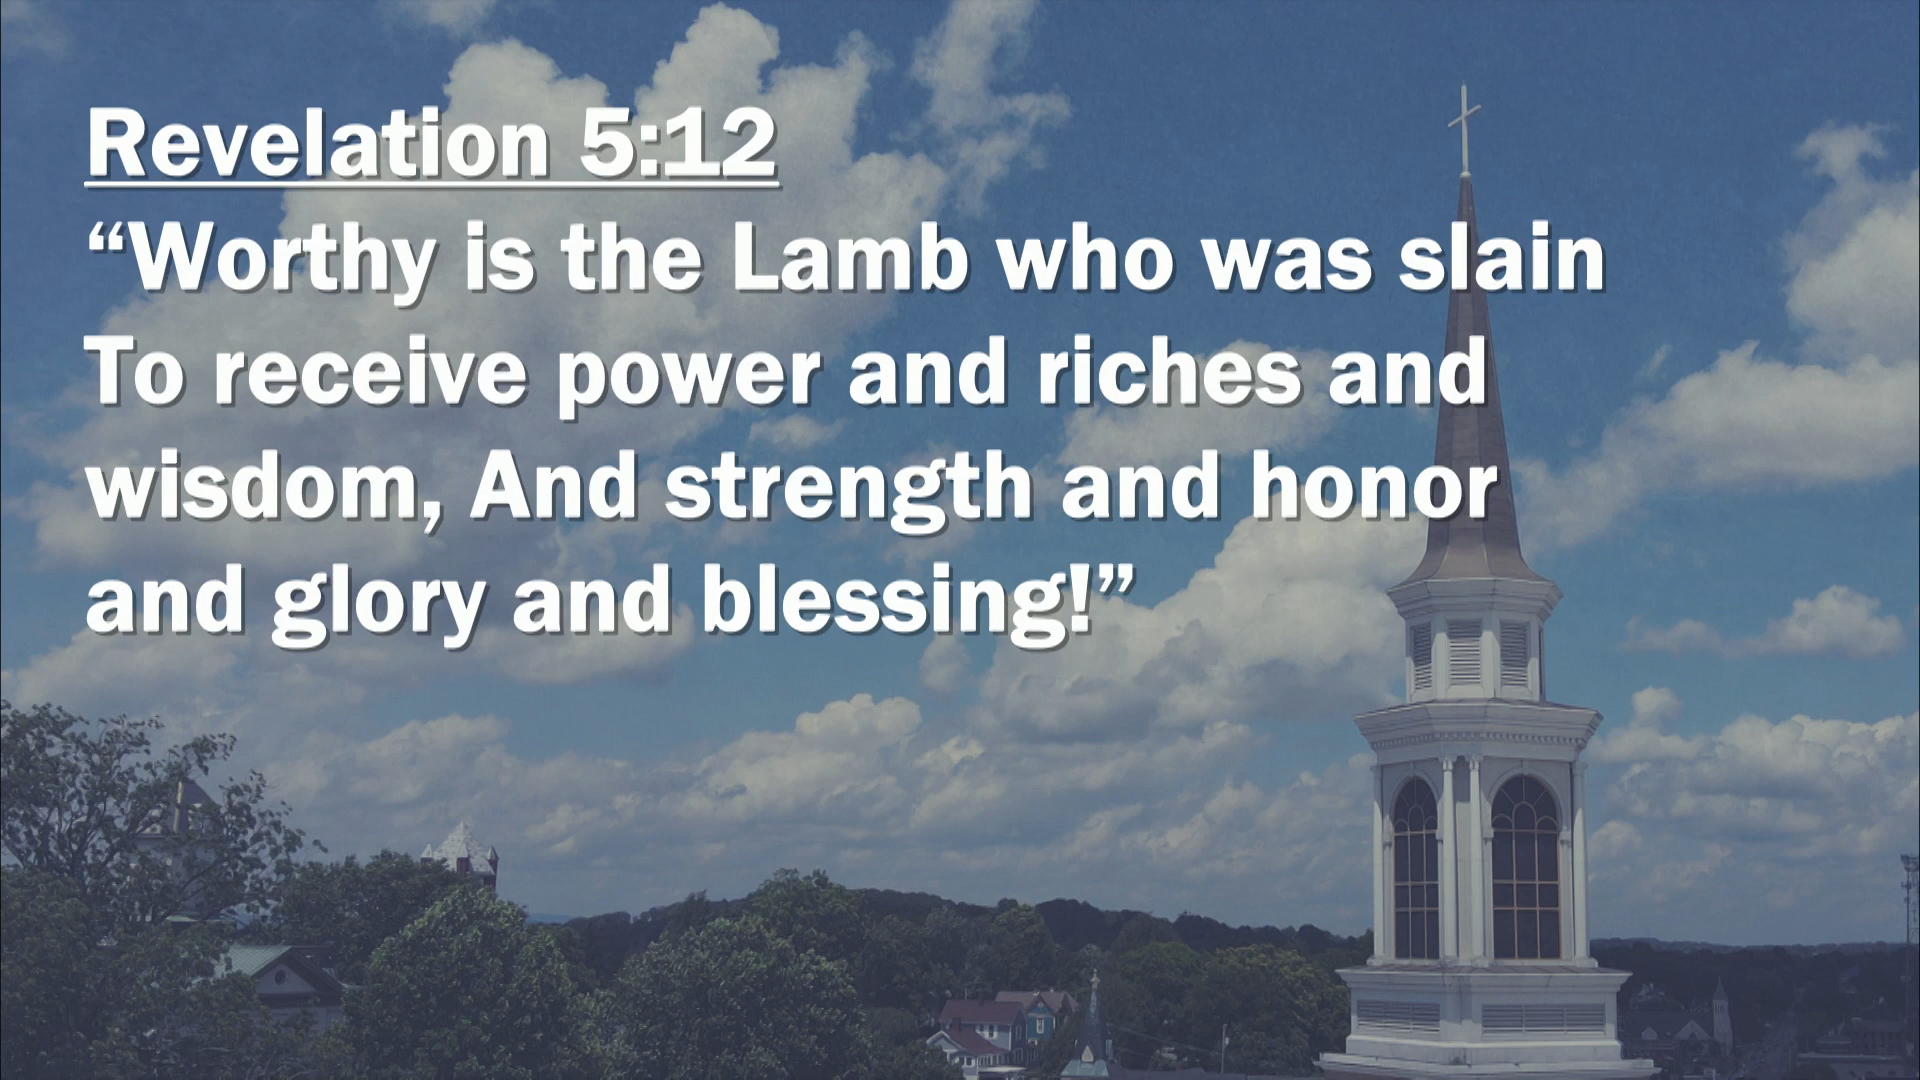 Revelation 5:12
“Worthy is the Lamb who was slain
To receive power and riches and
wisdom, And strength and honor
and glory and blessing!”